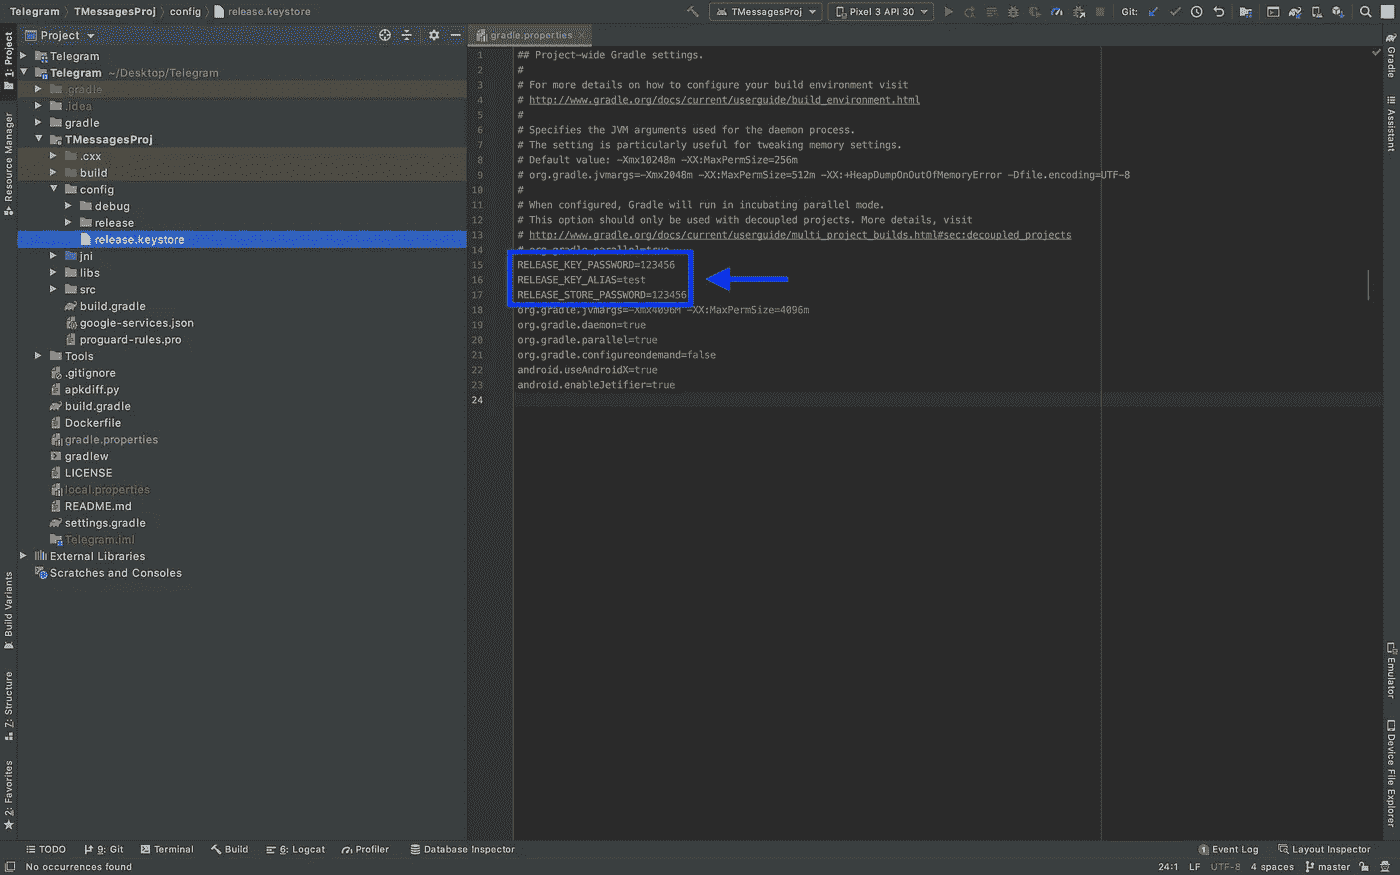 Telegram TMessagesProj config release.keystore
TMessagesProj Pixel 3 API 30 Git:
Project
gradle.properties
1: Project
Resource Manager
Build Variants
Z: Structure
2: Favorites
Telegram
Telegram ~/Desktop/Telegram
.gradle
.idea
gradle
TMessagesProj
.cxx
build
config
debug
release
release.keystore
jni
libs
src
build.gradle
google-services.json
proguard-rules.pro
Tools
.gitignore
apkdiff.py
build.gradle
Dockerfile
gradle.properties
gradlew
LICENSE
local.properties
README.md
settings.gradle
Telegram.iml
External Libraries
Scratches and Consoles
1 ## Project-wide Gradle settings.
2 #
3 # For more details on how to configure your build environment visit
4 # http://www.gradle.org/docs/current/userguide/build_environment.html
5 #
6 # Specifies the JVM arguments used for the daemon process.
7 # The setting is particularly useful for tweaking memory settings.
8 # Default value: -Xmx10248m -XX:MaxPermSize=256m
9 # org.gradle.jvmargs=-Xmx2048m -XX:MaxPermSize=512m -XX:+HeapDumpOnOutOfMemoryError -Dfile.encoding=UTF-8
10 #
11 # When configured, Gradle will run in incubating parallel mode.
12 # This option should only be used with decoupled projects. More details, visit
13 # http://www.gradle.org/docs/current/userguide/multi_project_builds.html#sec:decoupled_projects
14 # org.gradle.parallel=true
15 RELEASE_KEY_PASSWORD=123456
16 RELEASE_KEY_ALIAS=test
17 RELEASE_STORE_PASSWORD=123456
18 org.gradle.jvmargs=-Xmx4096M -XX:MaxPermSize=4096m
19 org.gradle.daemon=true
20 org.gradle.parallel=true
21 org.gradle.configureondemand=false
22 android.useAndroidX=true
23 android.enableJetifier=true
24
Gradle
Assistant
Emulator
Device File Explorer
TODO 9: Git Terminal Build 6: Logcat Profiler Database Inspector 1 Event Log Layout Inspector
No occurrences found 24:1 LF UTF-8 4 spaces master